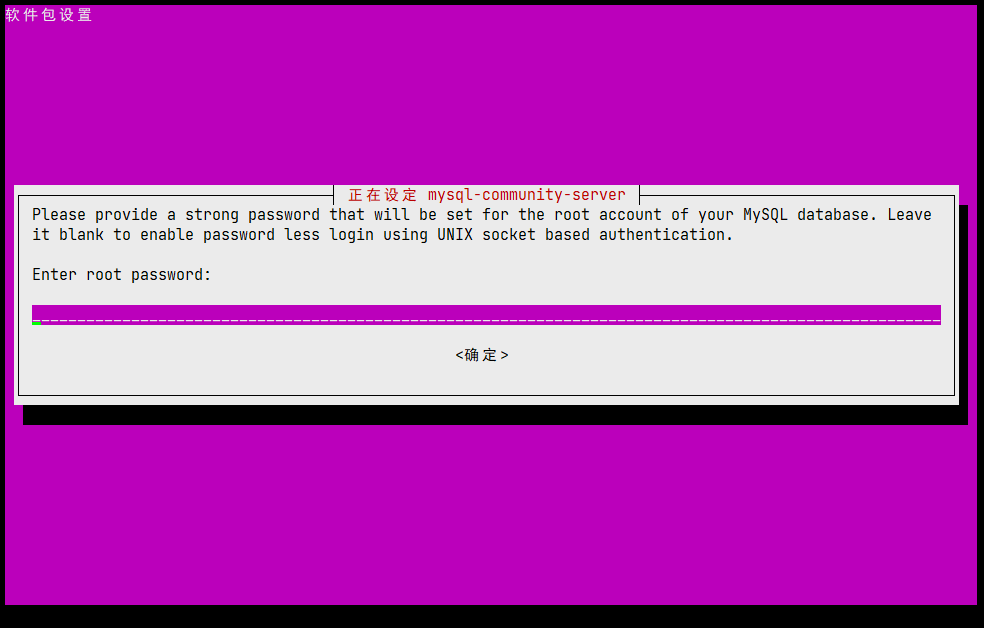 软件包设置
正在设定 mysql-community-server
Please provide a strong password that will be set for the root account of your MySQL database. Leave
it blank to enable password less login using UNIX socket based authentication.
Enter root password:
<确定>